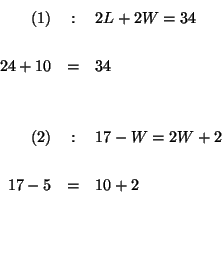 (1) : 2L + 2W = 34
24 + 10 = 34
(2) : 17 − W = 2W + 2
17 − 5 = 10 + 2